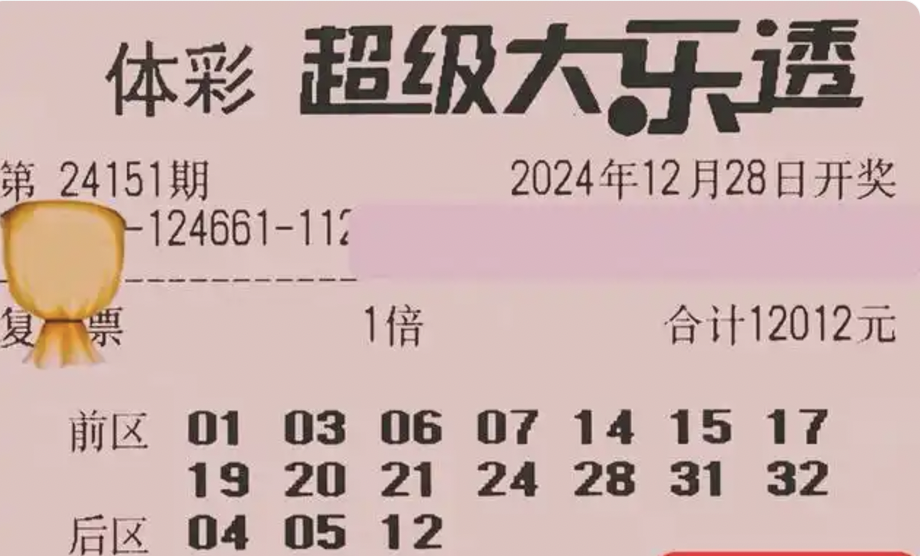 体彩 超级大乐透
第 24151期 2024年12月28日开奖
-124661-112
复 票 1倍 合计12012元
前区 01 03 06 07 14 15 17
19 20 21 24 28 31 32
后区 04 05 12